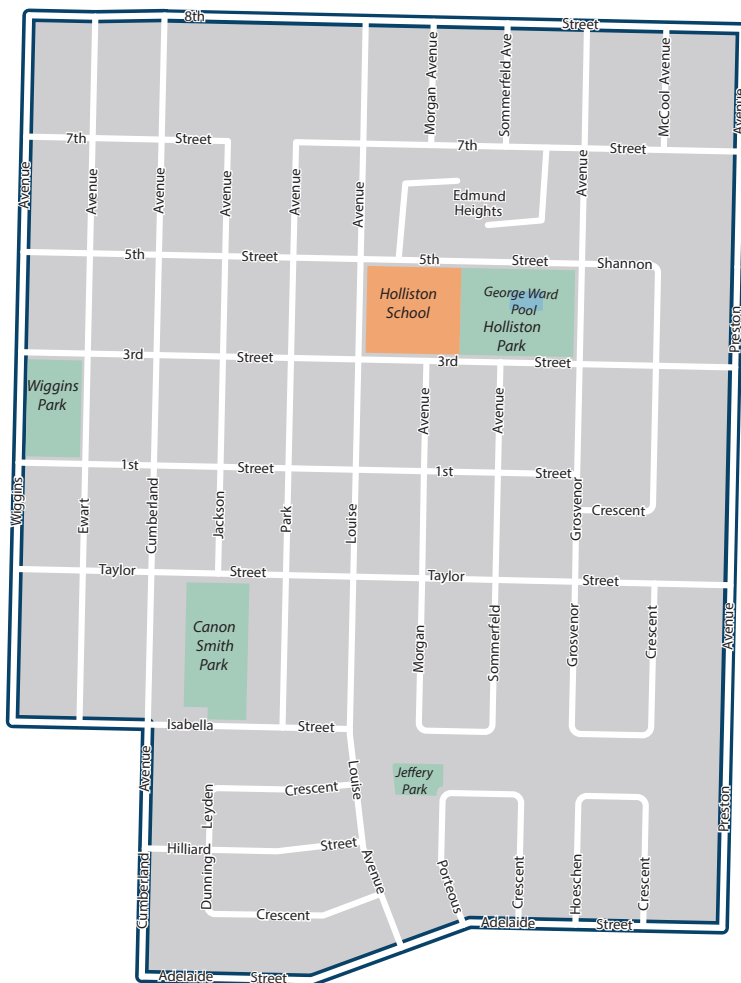 8th
Street
Morgan Avenue
Sommerfeld Ave
McCool Avenue
Avenue
7th
Street
7th
Street
Avenue
Avenue
Avenue
Avenue
Avenue
Avenue
Avenue
Edmund
Heights
5th
Street
5th
Street
Shannon
Holliston
School
George Ward
Pool
Holliston
Park
Preston
3rd
Street
3rd
Street
Wiggins
Park
Avenue
Avenue
1st
Street
1st
Street
Wiggins
Ewart
Cumberland
Jackson
Park
Louise
Grosvenor
Crescent
Taylor
Street
Taylor
Street
Canon
Smith
Park
Morgan
Sommerfeld
Grosvenor
Crescent
Avenue
Isabella
Street
Avenue
Louise
Jeffery
Park
Leyden
Crescent
Preston
Hilliard
Street
Cumberland
Dunning
Avenue
Crescent
Porteous
Crescent
Hoeschen
Crescent
Adelaide
Street
Adelaide
Street